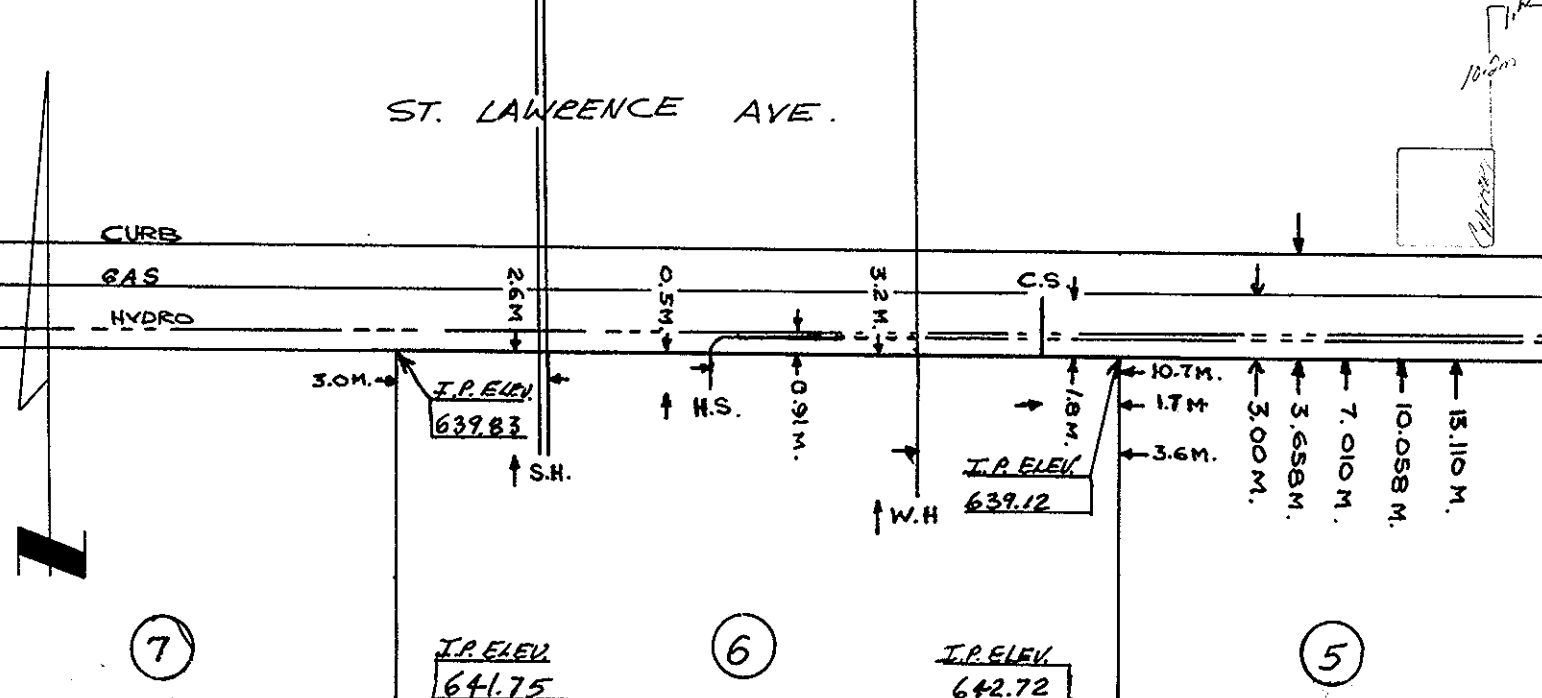 10.2m
ST. LAWRENCE AVE.
CURB
GAS
HYDRO
2.6M
0.5M.
3.2M.
C.S
3.0M.
I.P. ELEV.
639.83
H.S.
0.91M.
1.8M.
10.7M.
1.7M
3.6M.
3.00M.
3.658M.
7.010M.
10.058M.
13.110M.
S.H.
W.H
I.P. ELEV.
639.12
7
6
5
I.P. ELEV.
641.75
I.P. ELEV.
642.72